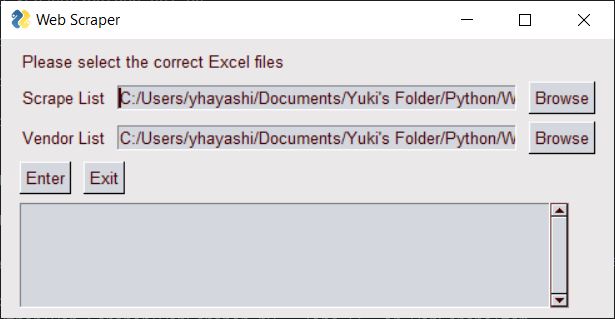 Web Scraper
Please select the correct Excel files
Scrape List C:/Users/yhayashi/Documents/Yuki's Folder/Python/W Browse
Vendor List C:/Users/yhayashi/Documents/Yuki's Folder/Python/W Browse
Enter Exit